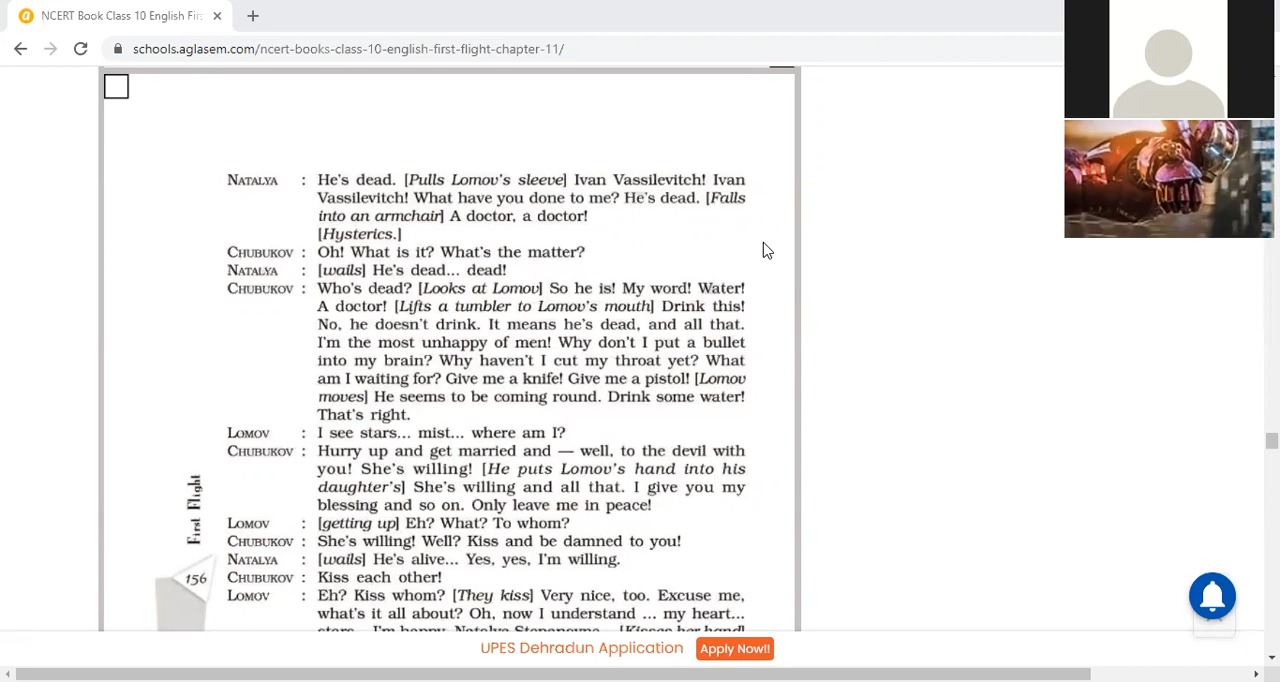 NCERT Book Class 10 English Fir
schools.aglasem.com/ncert-books-class-10-english-first-flight-chapter-11/
NATALYA : He's dead. [Pulls Lomov's sleeve] Ivan Vassilevitch! Ivan
Vassilevitch! What have you done to me? He's dead. [Falls
into an armchair] A doctor, a doctor!
[Hysterics.]
CHUBUKOV : Oh! What is it? What's the matter?
NATALYA : [wails] He's dead... dead!
CHUBUKOV : Who's dead? [Looks at Lomov] So he is! My word! Water!
A doctor! [Lifts a tumbler to Lomov's mouth] Drink this!
No, he doesn't drink. It means he's dead, and all that.
I'm the most unhappy of men! Why don't I put a bullet
into my brain? Why haven't I cut my throat yet? What
am I waiting for? Give me a knife! Give me a pistol! [Lomov
moves] He seems to be coming round. Drink some water!
That's right.
LOMOV : I see stars... mist... where am I?
CHUBUKOV : Hurry up and get married and — well, to the devil with
you! She's willing! [He puts Lomov's hand into his
daughter's] She's willing and all that. I give you my
blessing and so on. Only leave me in peace!
LOMOV : [getting up] Eh? What? To whom?
CHUBUKOV : She's willing! Well? Kiss and be damned to you!
NATALYA : [wails] He's alive... Yes, yes, I'm willing.
CHUBUKOV : Kiss each other!
LOMOV : Eh? Kiss whom? [They kiss] Very nice, too. Excuse me,
what's it all about? Oh, now I understand ... my heart...
stars... I'm happy, Natalya Stepanovna... [Kisses her hand]
First Flight
156
UPES Dehradun Application
Apply Now!!